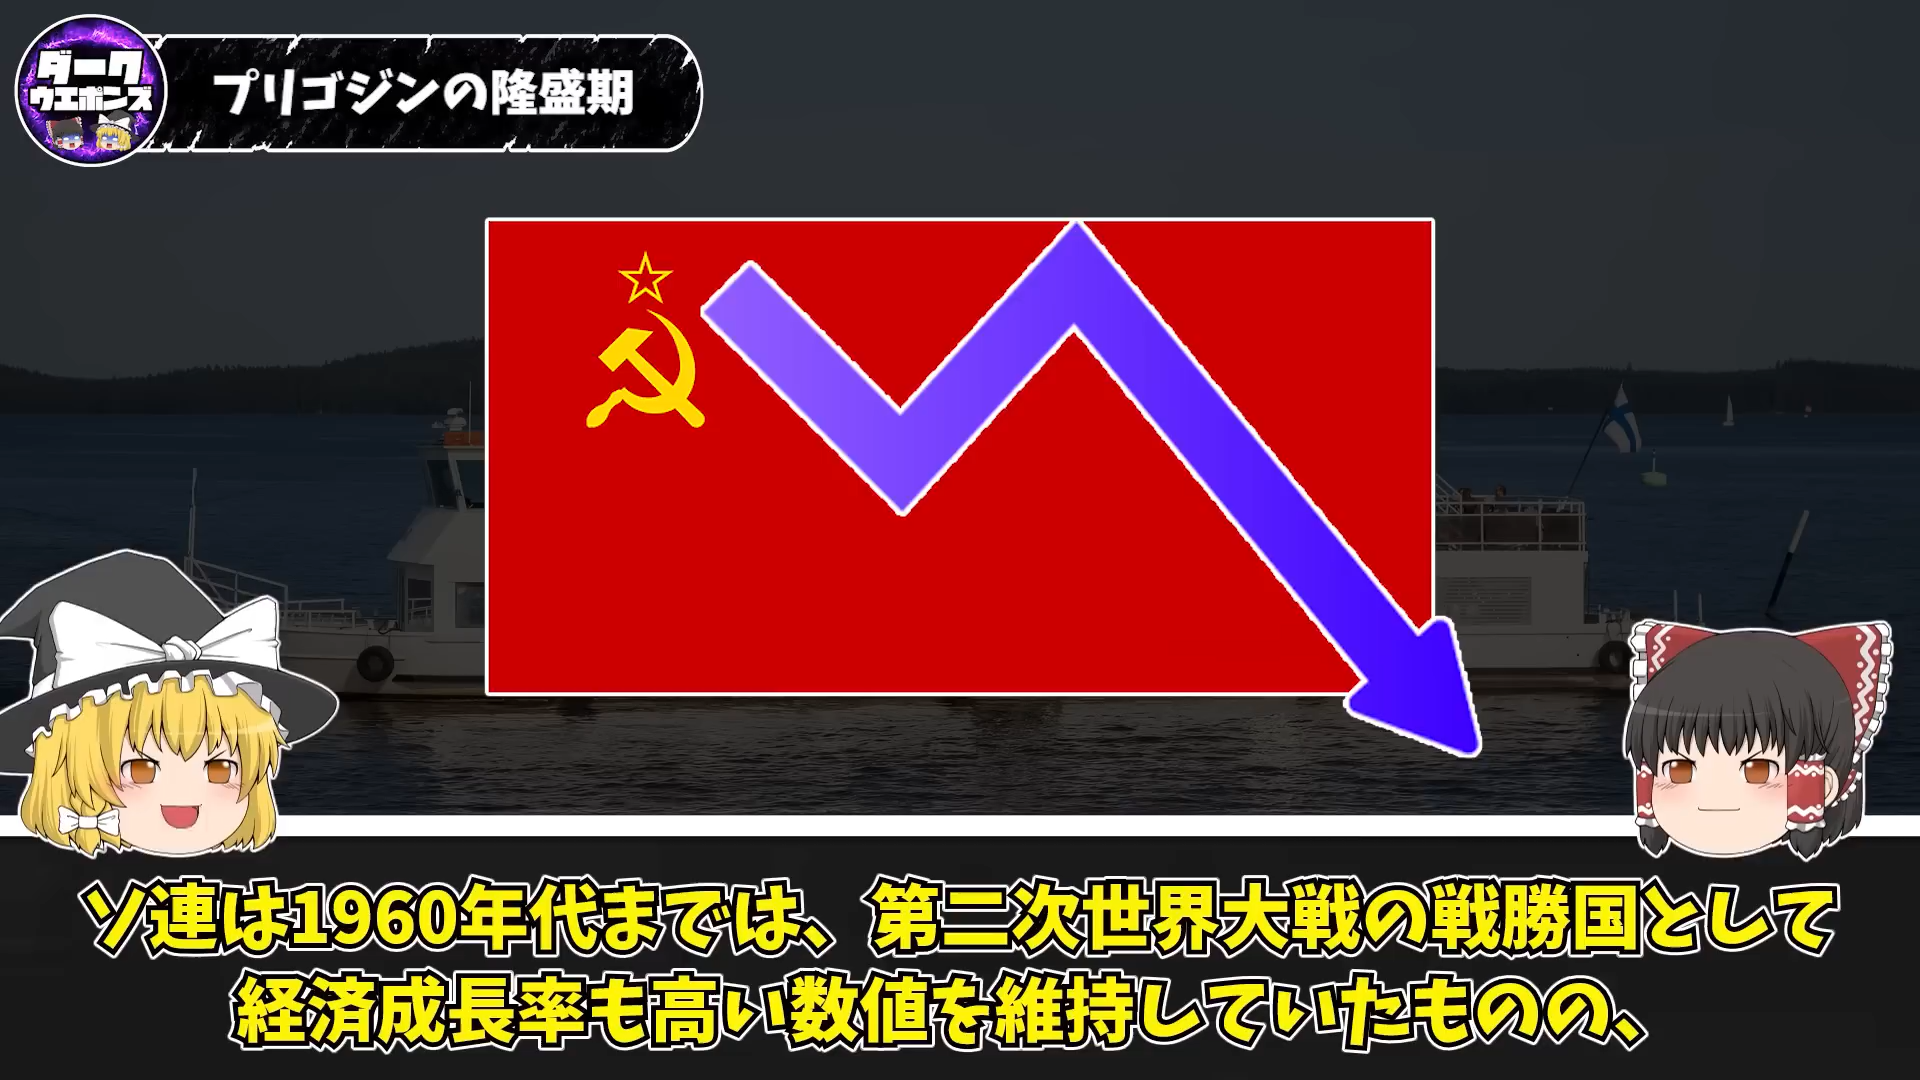 ダーク
ウエポンズ
プリゴジンの隆盛期
ソ連は1960年代までは、第二次世界大戦の戦勝国として
経済成長率も高い数値を維持していたものの、